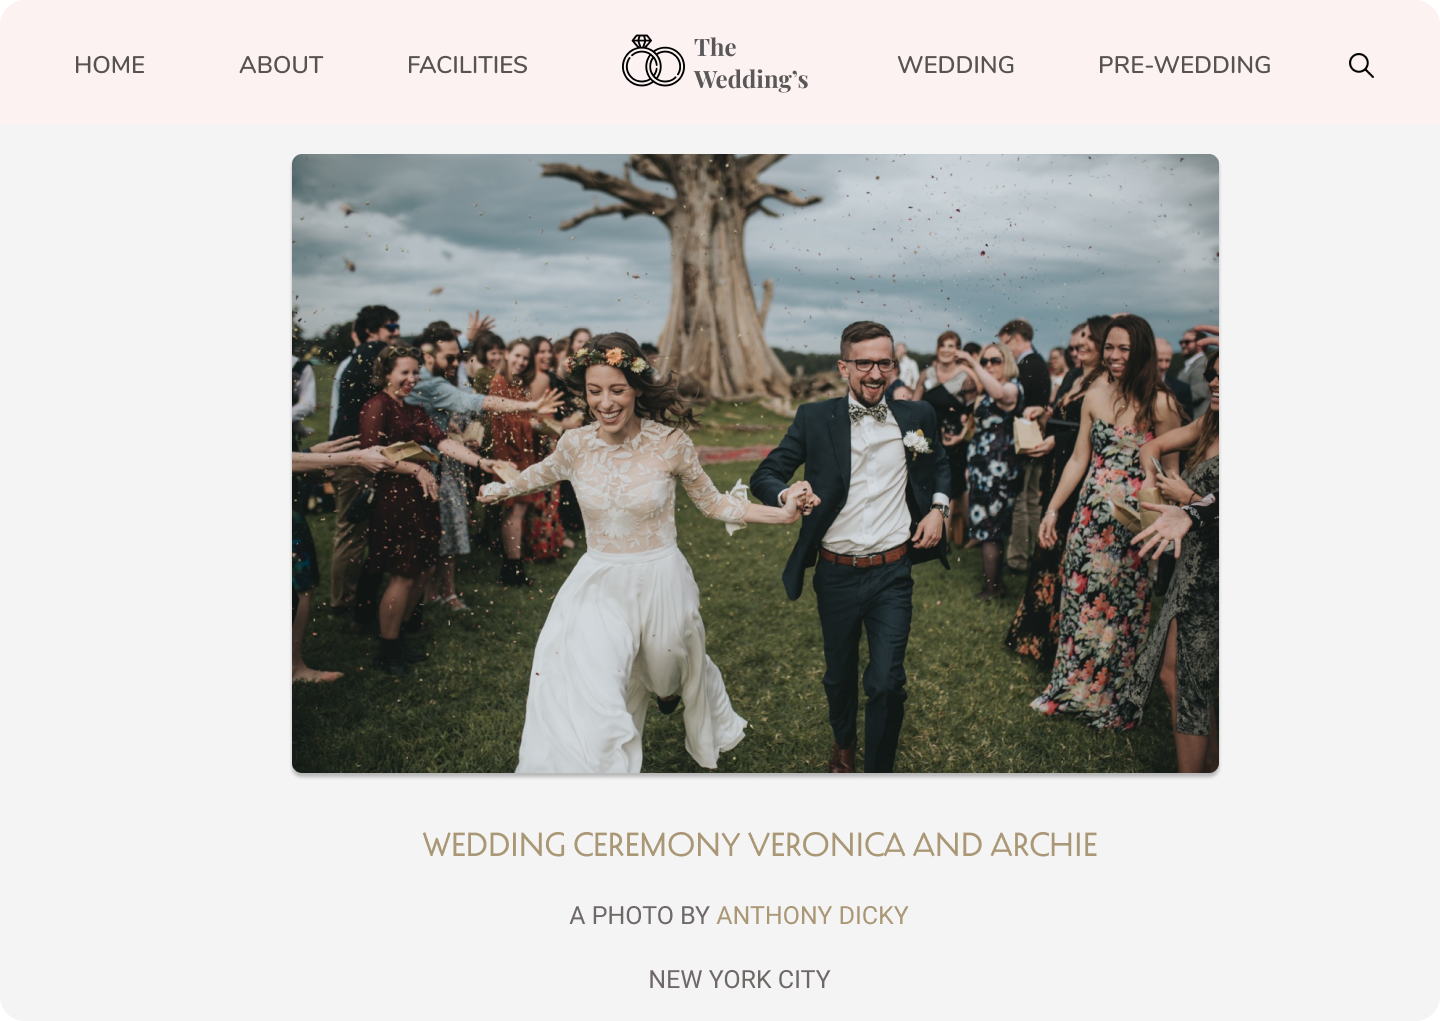 HOME
ABOUT
FACILITIES
The
Wedding's
WEDDING
PRE-WEDDING
WEDDING CEREMONY VERONICA AND ARCHIE
A PHOTO BY ANTHONY DICKY
NEW YORK CITY